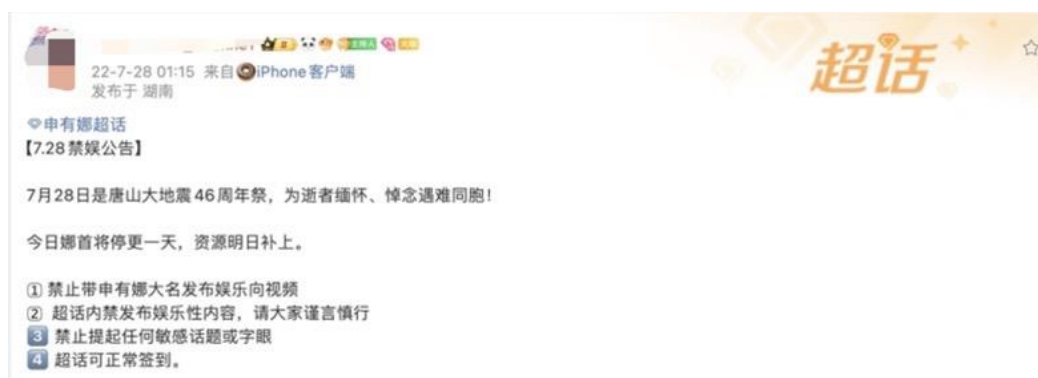 超话
22-7-28 01:15 来自 iPhone客户端
发布于 湖南
申有娜超话
【7.28禁娱公告】
7月28日是唐山大地震46周年祭，为逝者缅怀、悼念遇难同胞！
今日娜首将停更一天，资源明日补上。
① 禁止带申有娜大名发布娱乐向视频
② 超话内禁发布娱乐性内容，请大家谨言慎行
3 禁止提起任何敏感话题或字眼
4 超话可正常签到。